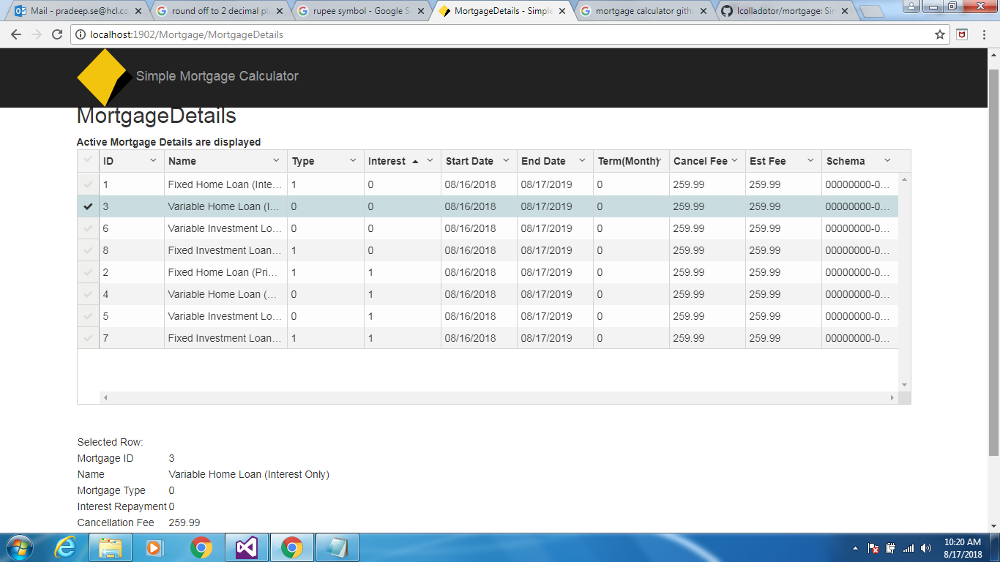 Mail - pradeep.se@hcl.co round off to 2 decimal pl rupee symbol - Google S MortgageDetails - Simple mortgage calculator gith lcolladotor/mortgage: Si
localhost:1902/Mortgage/MortgageDetails
Simple Mortgage Calculator
MortgageDetails
Active Mortgage Details are displayed
ID Name Type Interest Start Date End Date Term(Month) Cancel Fee Est Fee Schema
1 Fixed Home Loan (Inte... 1 0 08/16/2018 08/17/2019 0 259.99 259.99 00000000-0...
3 Variable Home Loan (I... 0 0 08/16/2018 08/17/2019 0 259.99 259.99 00000000-0...
6 Variable Investment Lo... 0 0 08/16/2018 08/17/2019 0 259.99 259.99 00000000-0...
8 Fixed Investment Loan... 1 0 08/16/2018 08/17/2019 0 259.99 259.99 00000000-0...
2 Fixed Home Loan (Pri... 1 1 08/16/2018 08/17/2019 0 259.99 259.99 00000000-0...
4 Variable Home Loan (... 0 1 08/16/2018 08/17/2019 0 259.99 259.99 00000000-0...
5 Variable Investment Lo... 0 1 08/16/2018 08/17/2019 0 259.99 259.99 00000000-0...
7 Fixed Investment Loan... 1 1 08/16/2018 08/17/2019 0 259.99 259.99 00000000-0...
Selected Row:
Mortgage ID 3
Name Variable Home Loan (Interest Only)
Mortgage Type 0
Interest Repayment 0
Cancellation Fee 259.99
10:20 AM
8/17/2018